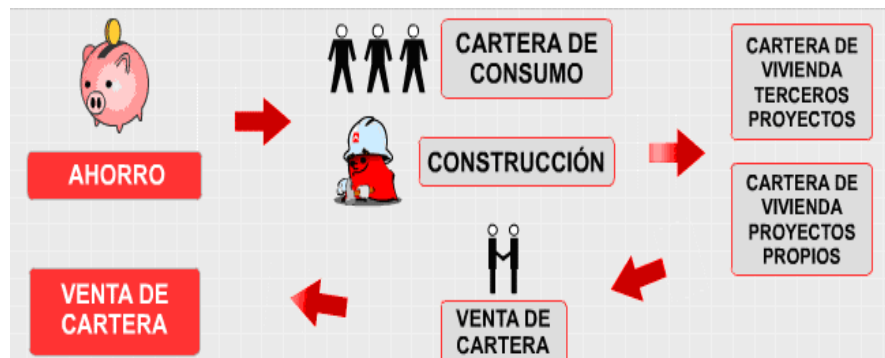 CARTERA DE
CONSUMO
CARTERA DE
VIVIENDA
TERCEROS
PROYECTOS
AHORRO
CONSTRUCCIÓN
CARTERA DE
VIVIENDA
PROYECTOS
PROPIOS
VENTA DE
CARTERA
VENTA DE
CARTERA